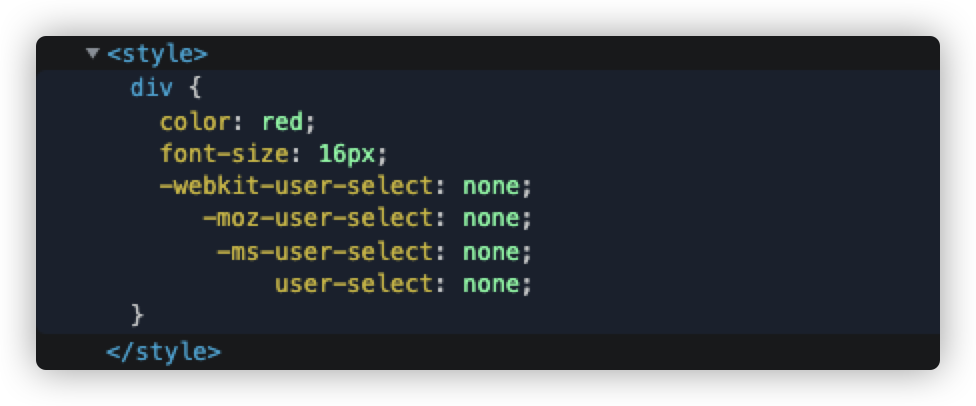 <style>
div {
color: red;
font-size: 16px;
-webkit-user-select: none;
-moz-user-select: none;
-ms-user-select: none;
user-select: none;
}
</style>